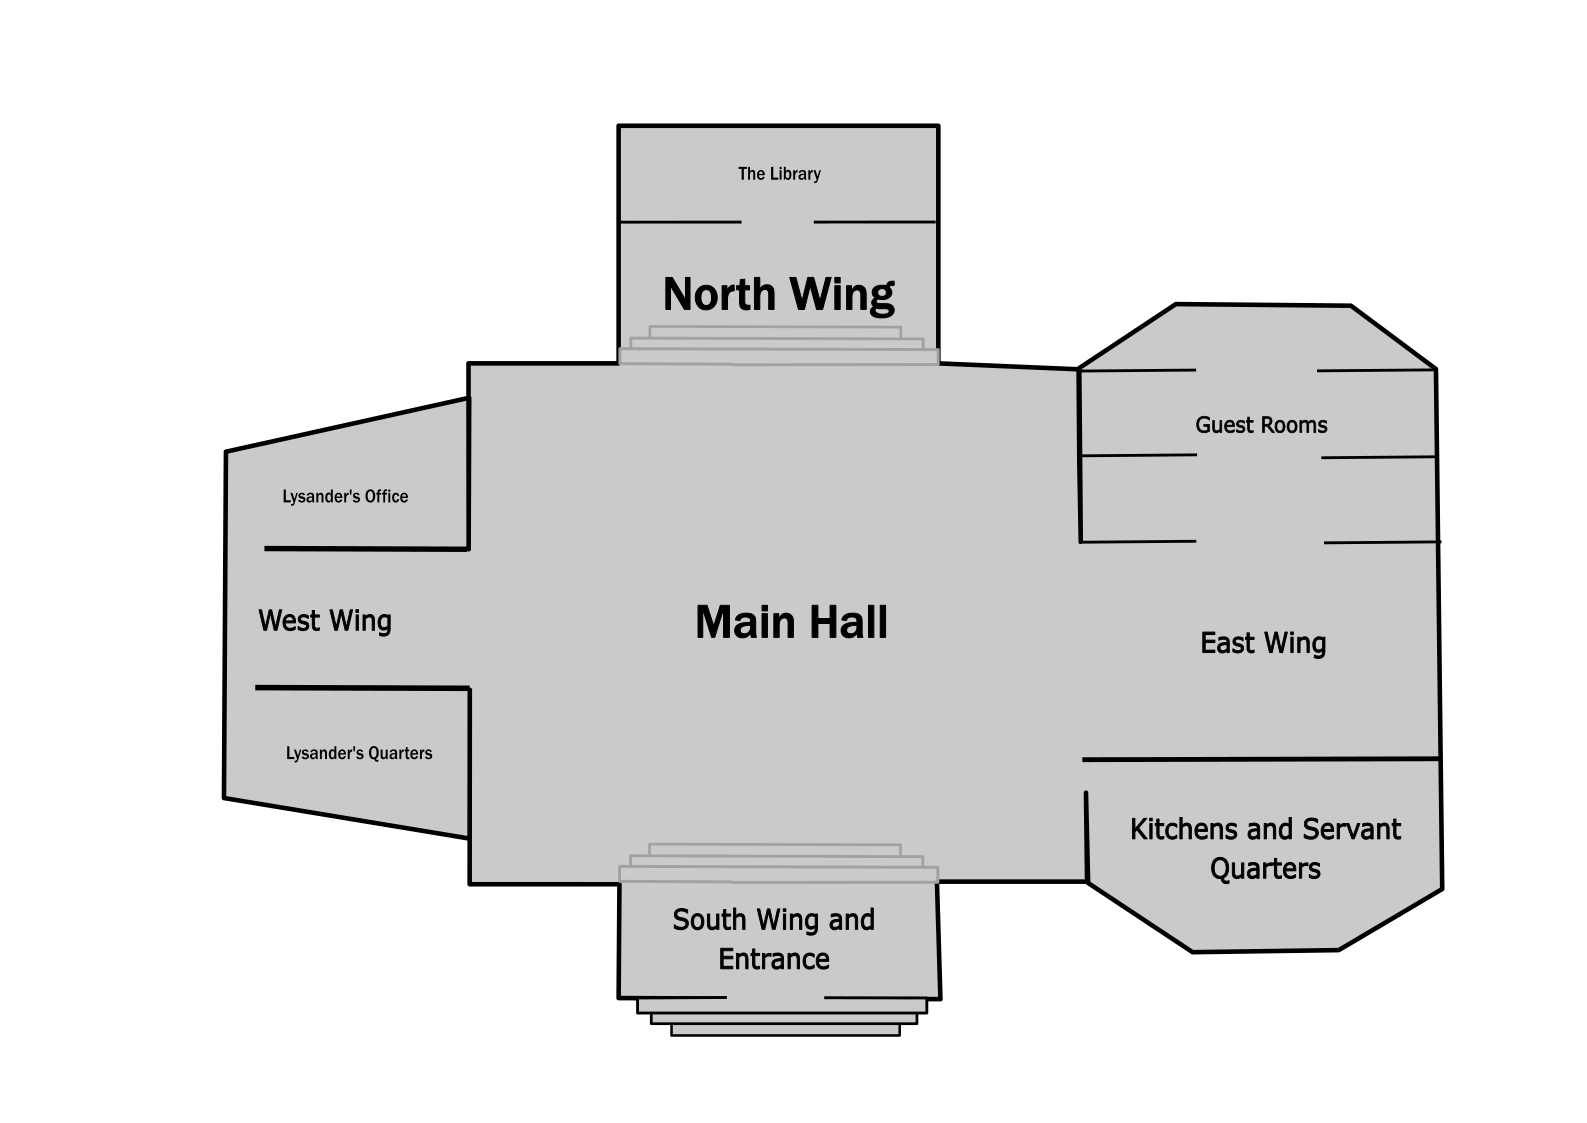 The Library
North Wing
Guest Rooms
Lysander's Office
West Wing
Main Hall
East Wing
Lysander's Quarters
Kitchens and Servant
Quarters
South Wing and
Entrance